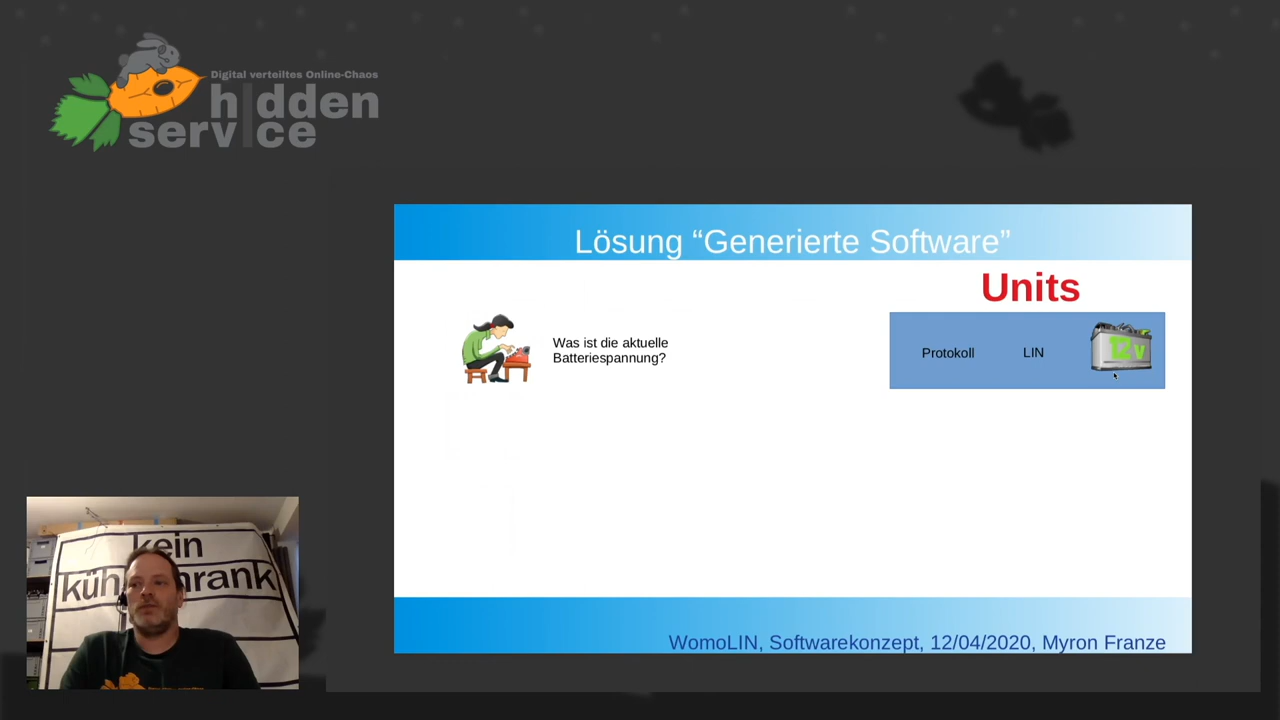 Digital verteiltes Online-Chaos
hidden
service
Lösung “Generierte Software”
Units
Was ist die aktuelle
Batteriespannung?
Protokoll
LIN
12v
kein
WomoLIN, Softwarekonzept, 12/04/2020, Myron Franze